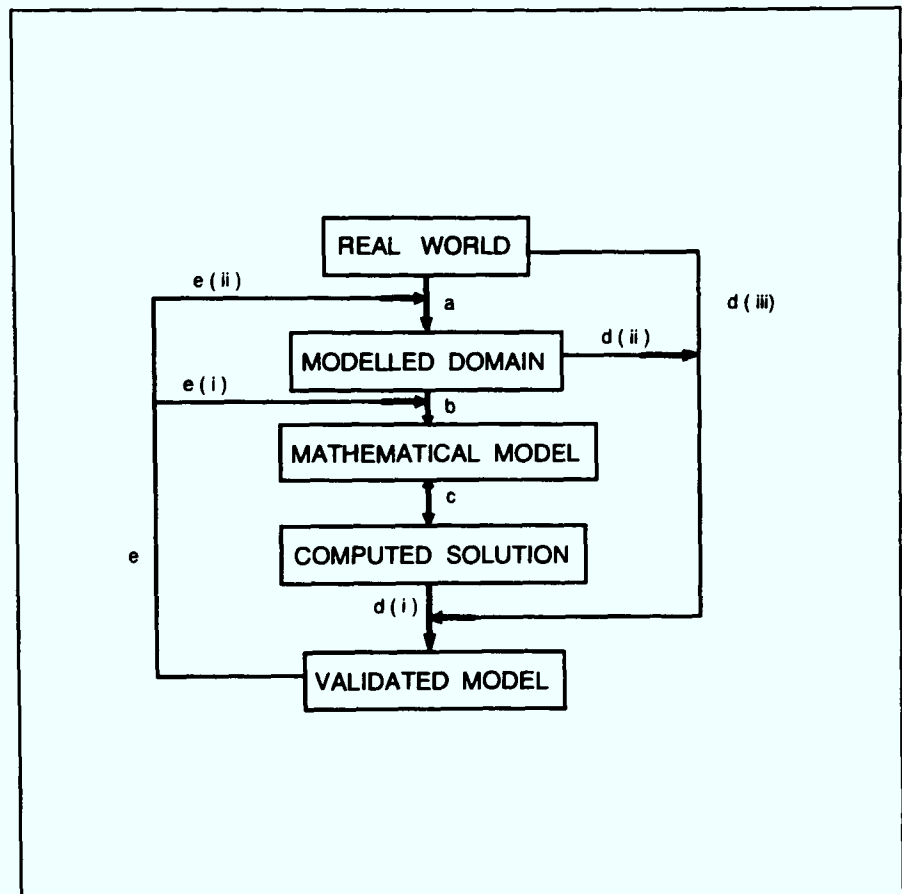 REAL WORLD
e (ii)
a
d (iii)
MODELLED DOMAIN
d (ii)
e (i)
b
MATHEMATICAL MODEL
c
COMPUTED SOLUTION
e
d (i)
VALIDATED MODEL